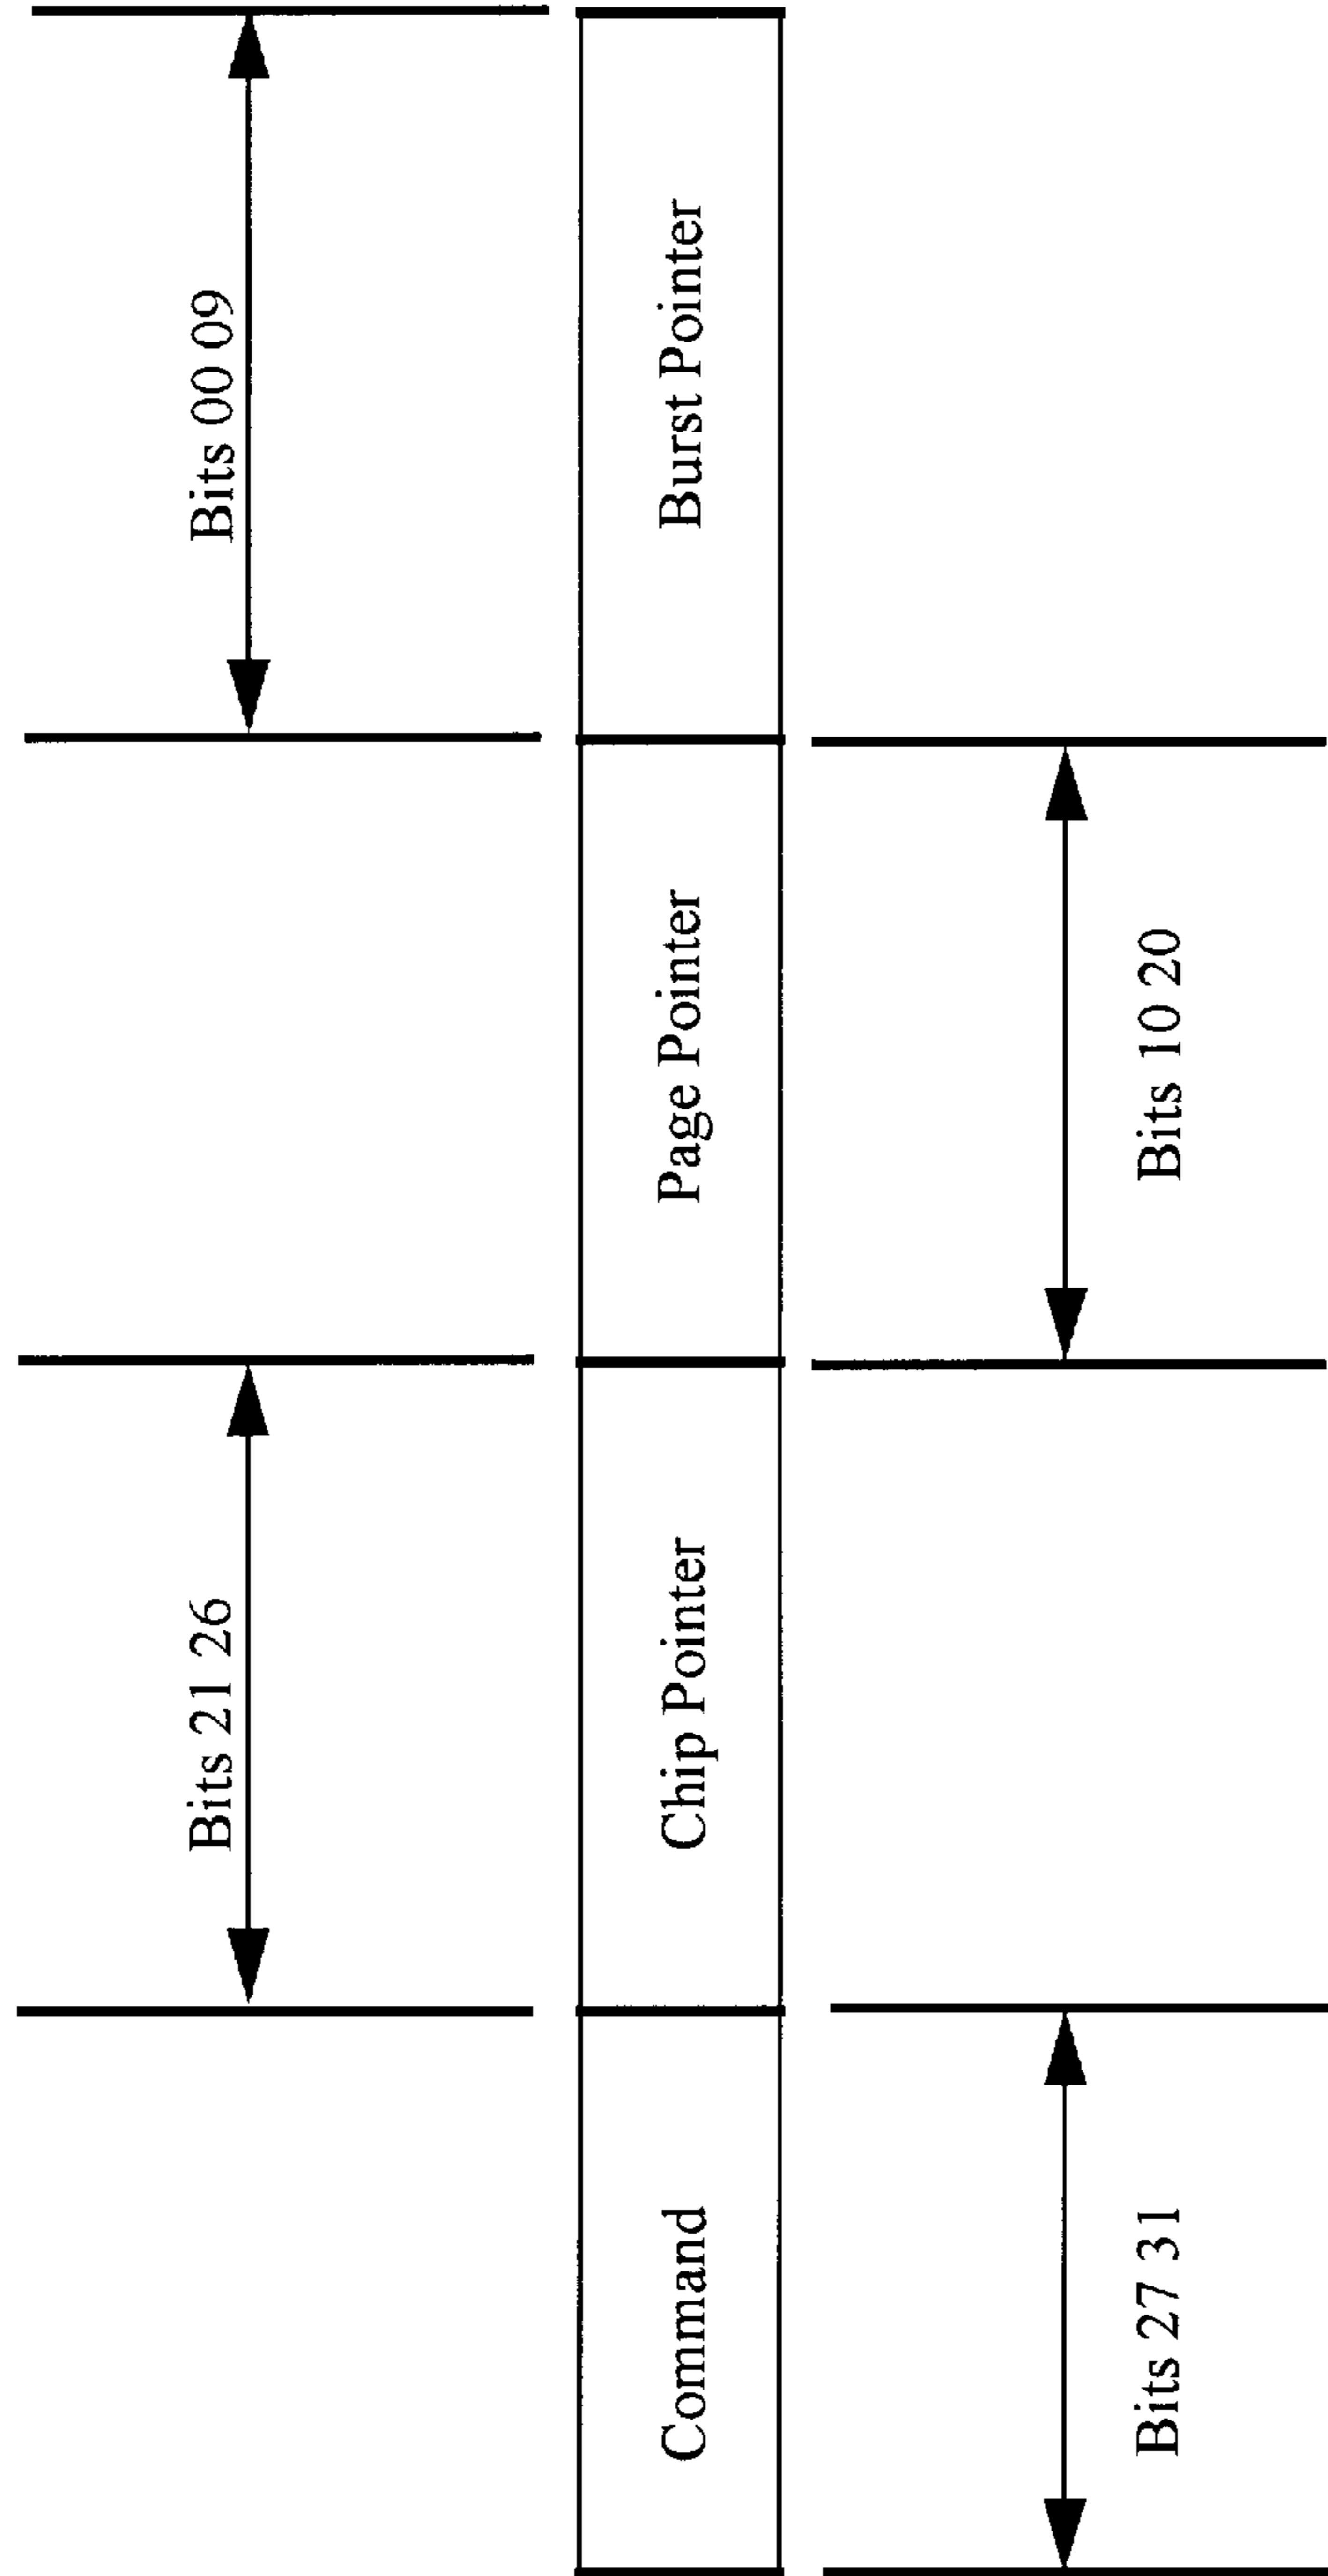 Bits 21 26
Bits 00 09
Command
Chip Pointer
Page Pointer
Burst Pointer
Bits 27 31
Bits 10 20